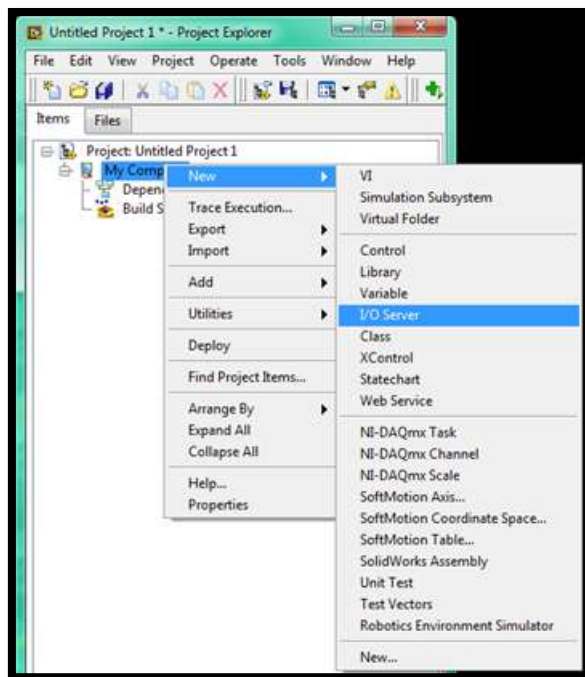 Untitled Project 1 * - Project Explorer
File Edit View Project Operate Tools Window Help
Items Files
Project: Untitled Project 1
My Comp
Depen
Build S
New
Trace Execution...
Export
Import
Add
Utilities
Deploy
Find Project Items...
Arrange By
Expand All
Collapse All
Help...
Properties
VI
Simulation Subsystem
Virtual Folder
Control
Library
Variable
I/O Server
Class
XControl
Statechart
Web Service
NI-DAQmx Task
NI-DAQmx Channel
NI-DAQmx Scale
SoftMotion Axis...
SoftMotion Coordinate Space...
SoftMotion Table...
SolidWorks Assembly
Unit Test
Test Vectors
Robotics Environment Simulator
New...